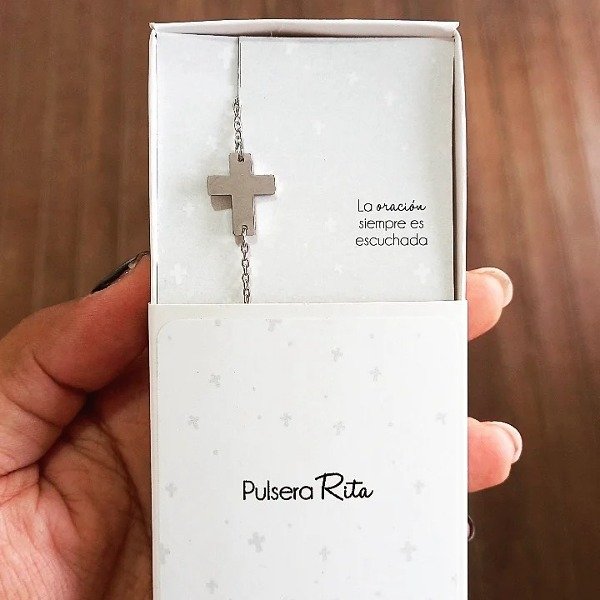 La oración
siempre es
escuchada
Pulsera Rita